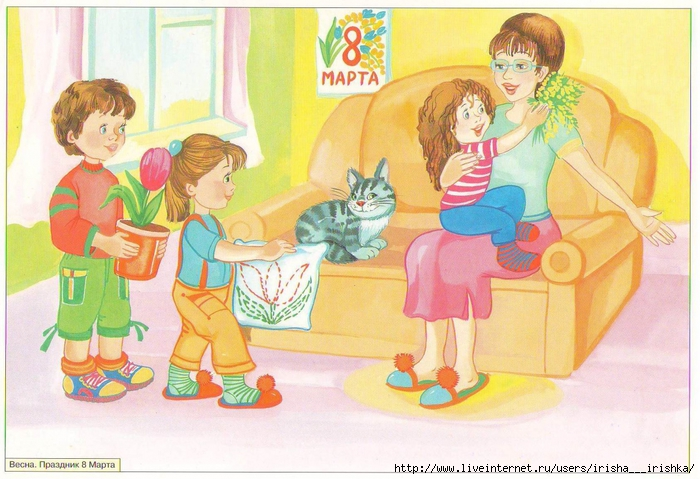 8
МАРТА
Весна. Праздник 8 Марта
http://www.liveinternet.ru/users/irisha___irishka/